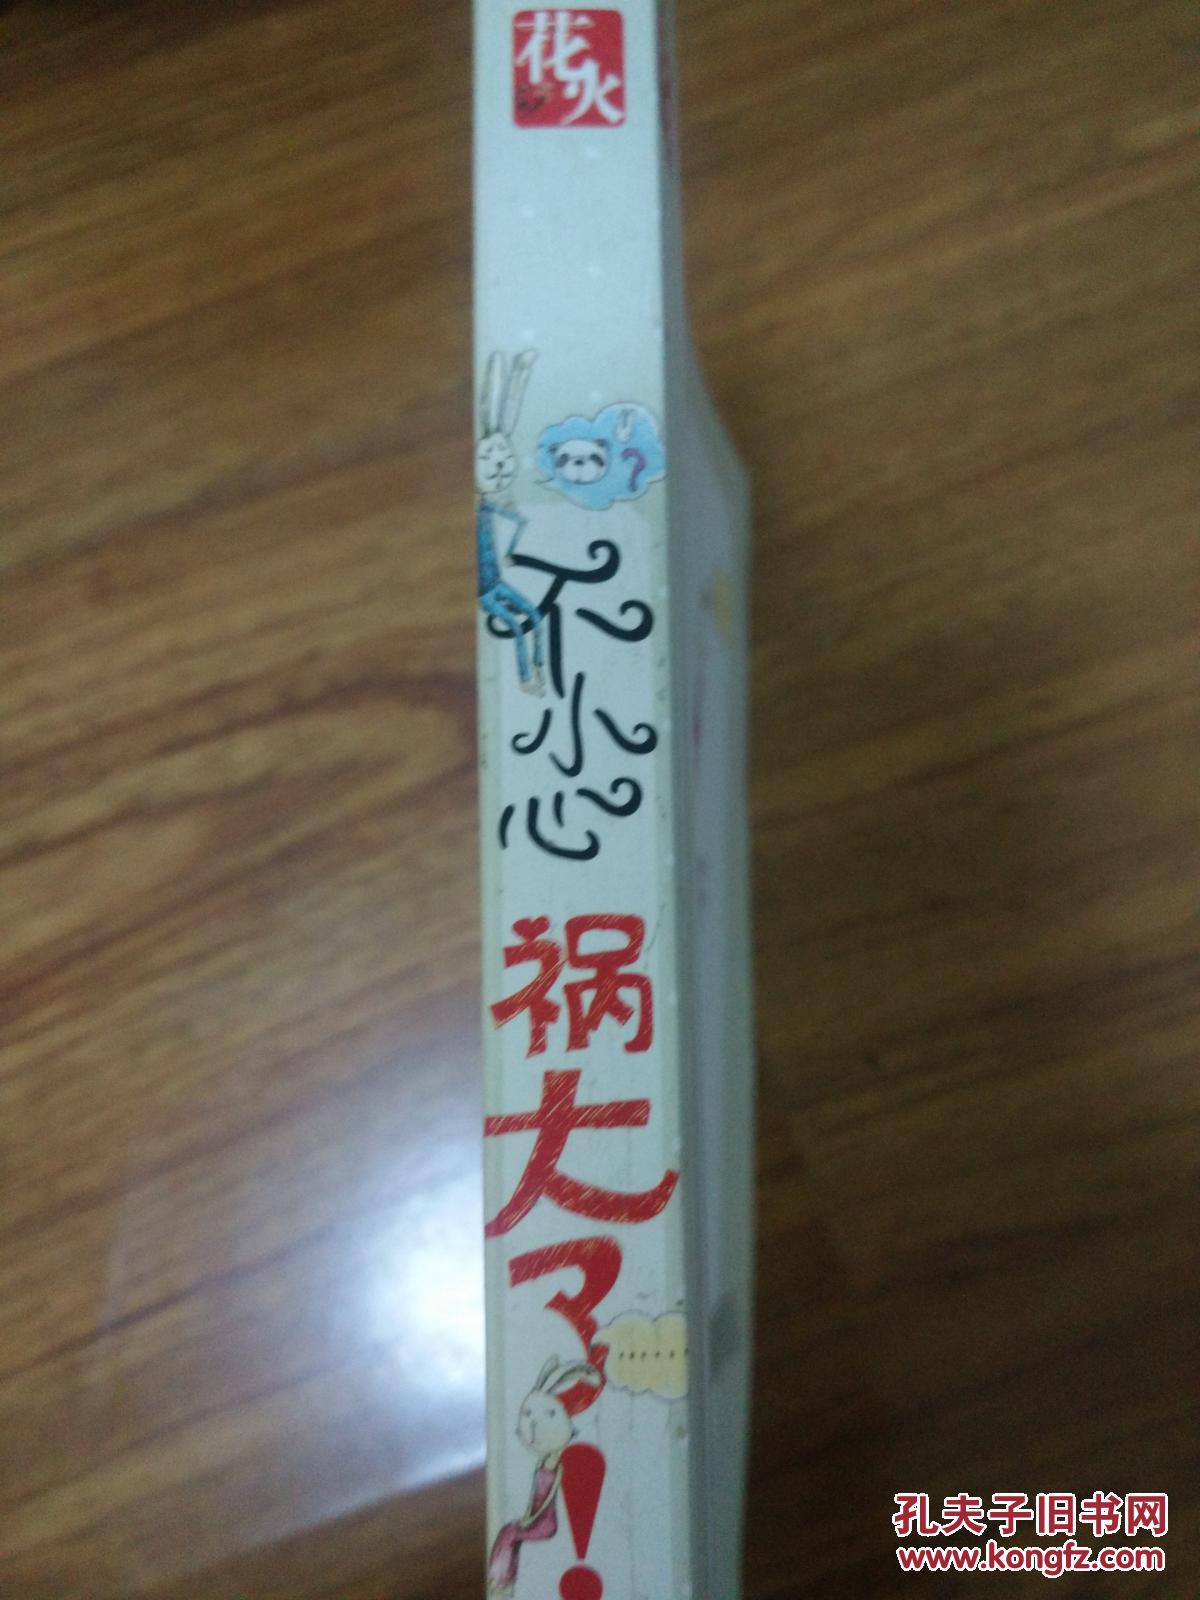 花火
?
不小心
祸大了!
······
孔夫子旧书网
www.kongfz.com